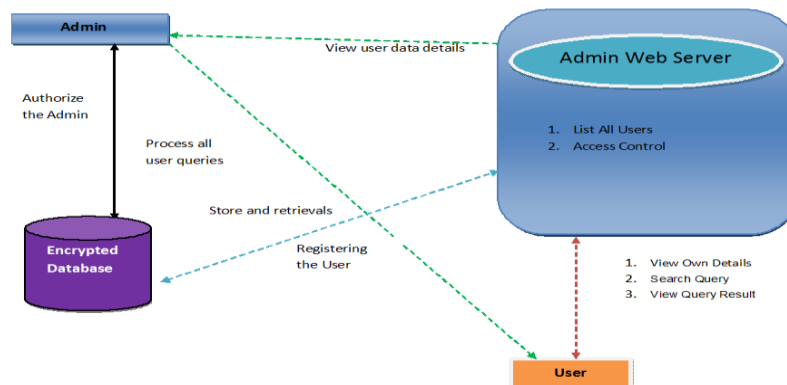 Admin
View user data details
Admin Web Server
Authorize
the Admin
1. List All Users
2. Access Control
Process all
user queries
Store and retrievals
Registering
the User
Encrypted
Database
1. View Own Details
2. Search Query
3. View Query Result
User